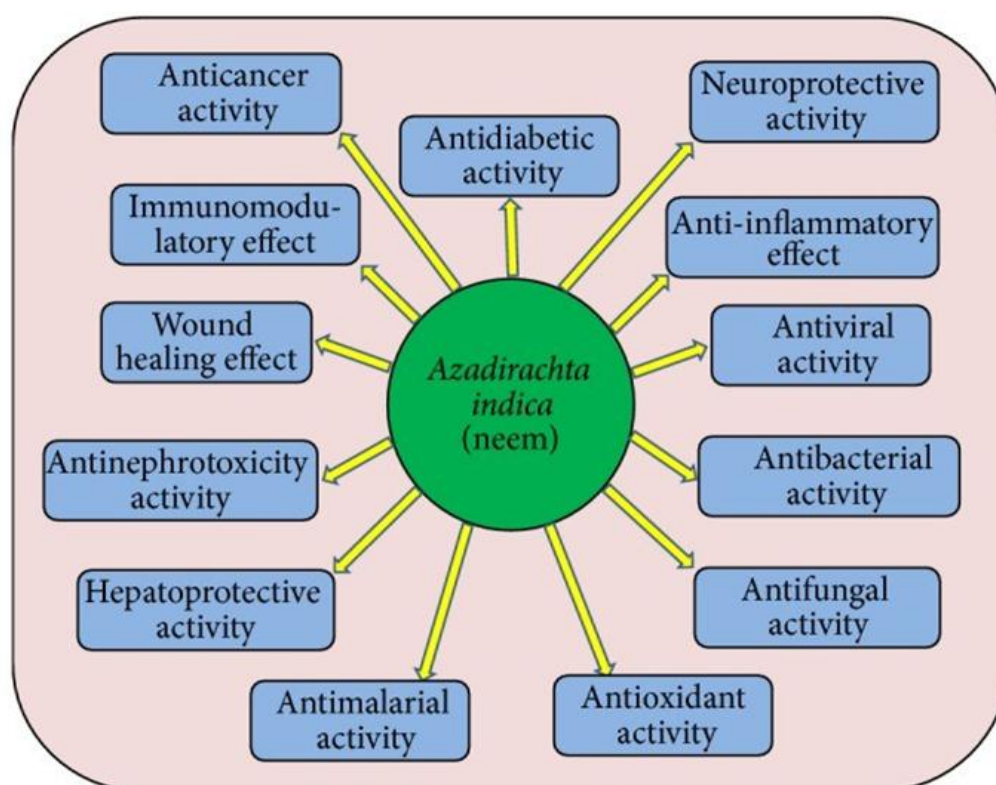 Anticancer
activity
Antidiabetic
activity
Neuroprotective
activity
Immunomodu-
latory effect
Anti-inflammatory
effect
Wound
healing effect
Antiviral
activity
Azadirachta
indica
(neem)
Antinephrotoxicity
activity
Antibacterial
activity
Hepatoprotective
activity
Antifungal
activity
Antimalarial
activity
Antioxidant
activity